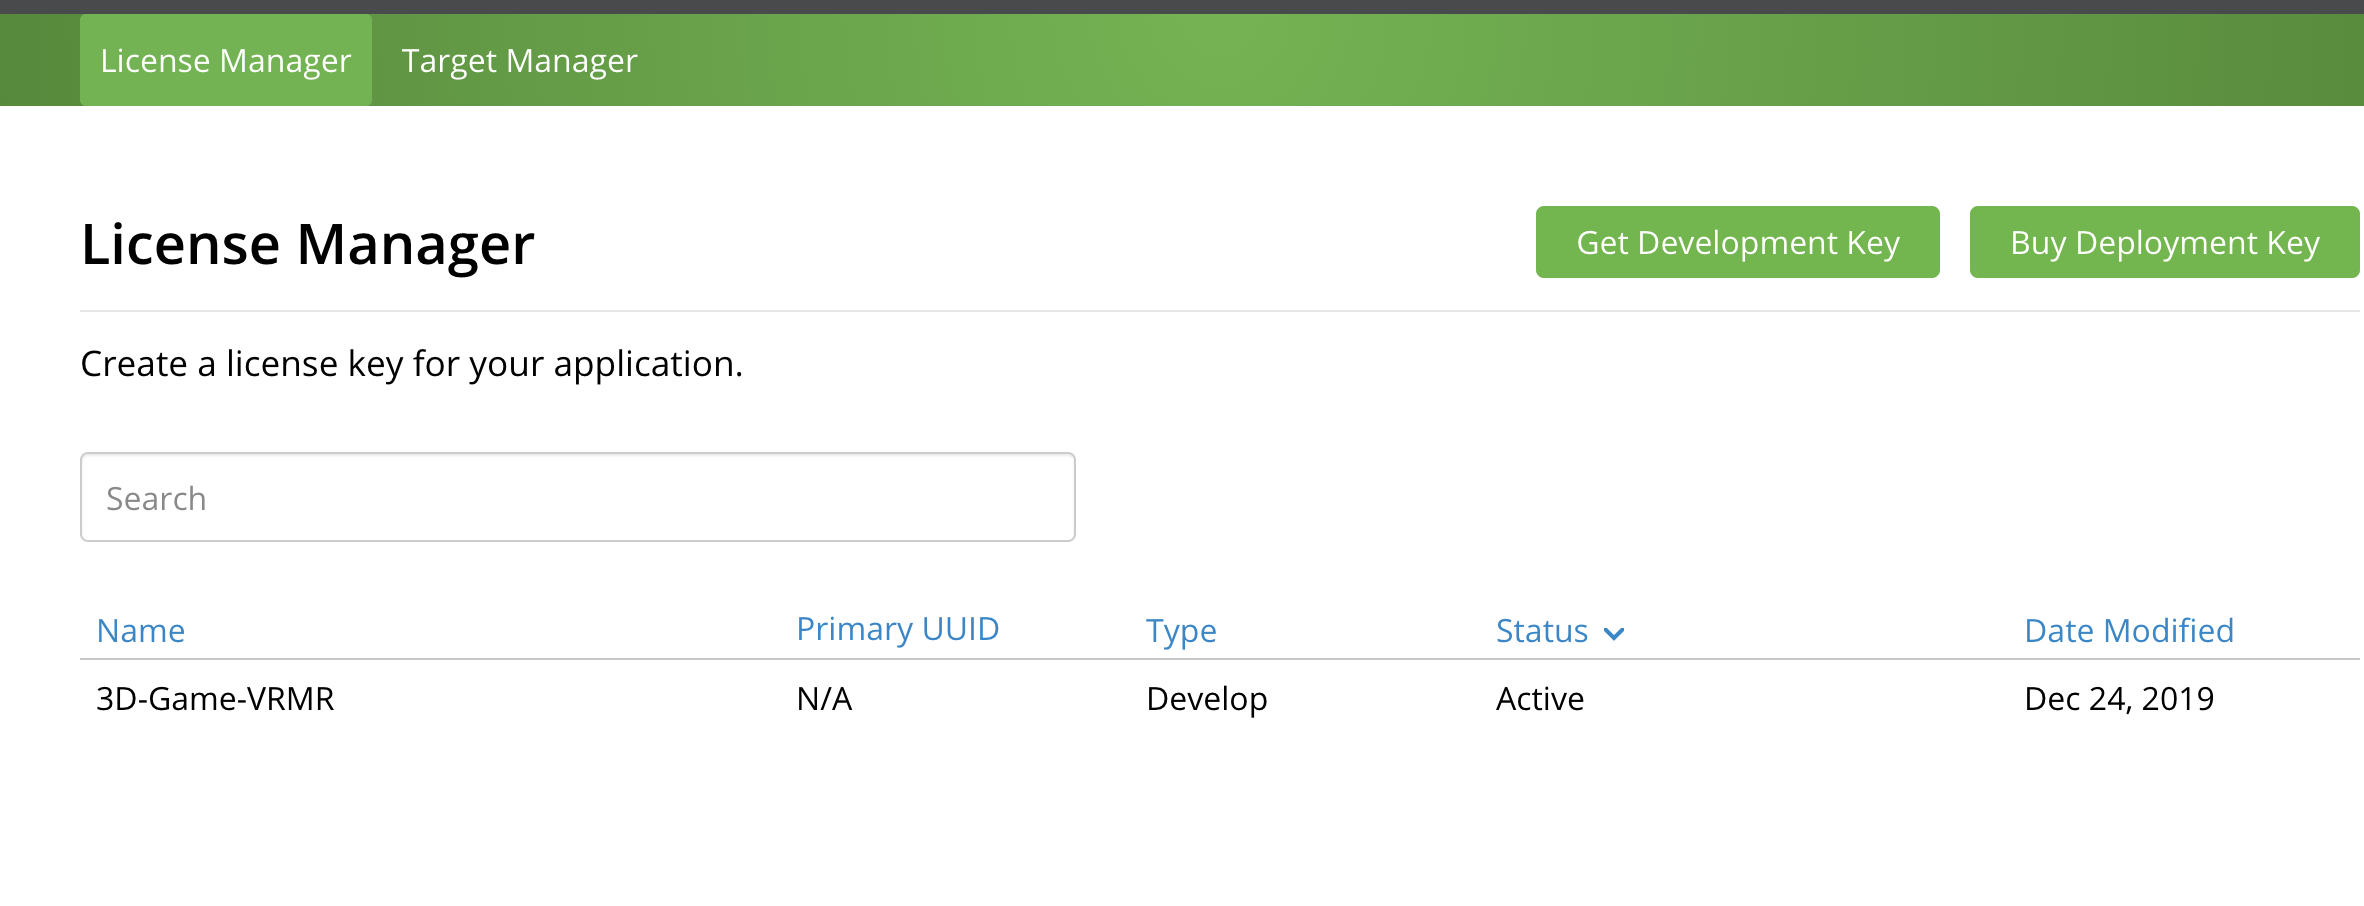 License Manager Target Manager
License Manager Get Development Key Buy Deployment Key
Create a license key for your application.
Search
Name Primary UUID Type Status Date Modified
3D-Game-VRMR N/A Develop Active Dec 24, 2019